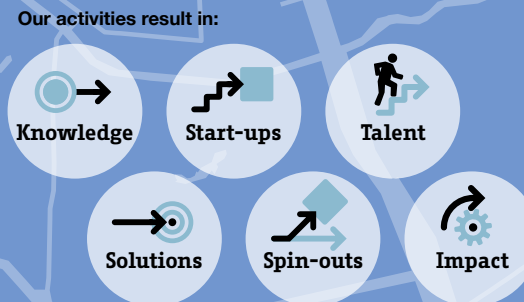 Our activities result in:
Knowledge
Start-ups
Talent
Solutions
Spin-outs
Impact